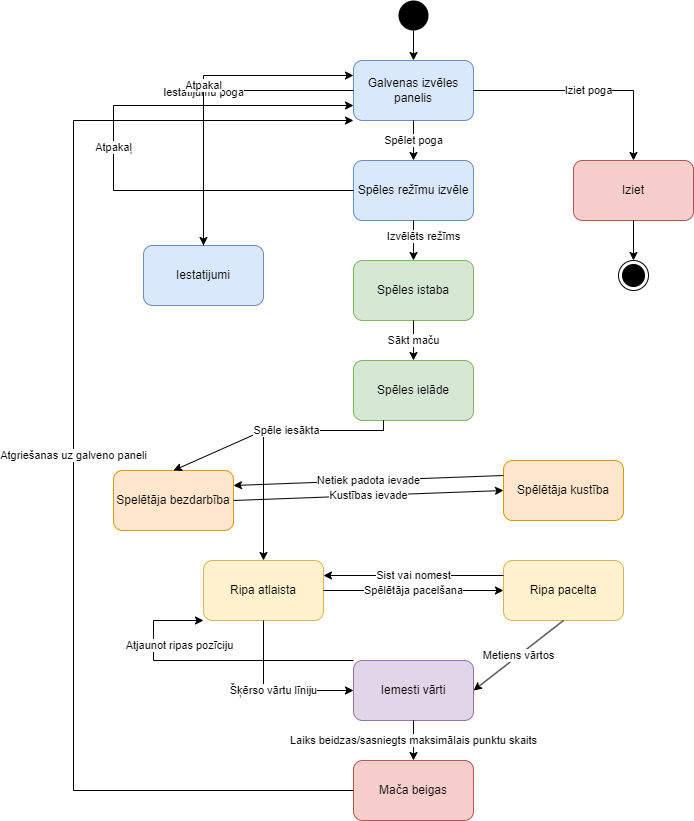 Galvenas izvēles
panelis
Atpakaļ
Iestatījumu poga
Iziet poga
Spēlet poga
Atpakaļ
Spēles režīmu izvēle
Iziet
Izvēlēts režīms
Iestatijumi
Spēles istaba
Sākt maču
Spēles ielāde
Spēle iesākta
Atgriešanas uz galveno paneli
Netiek padota ievade
Spelētāja bezdarbība
Kustības ievade
Spēlētāja kustība
Sist vai nomest
Ripa atlaista
Spēlētāja pacelšana
Ripa pacelta
Atjaunot ripas pozīciju
Metiens vārtos
Šķērso vārtu līniju
Iemesti vārti
Laiks beidzas/sasniegts maksimālais punktu skaits
Mača beigas